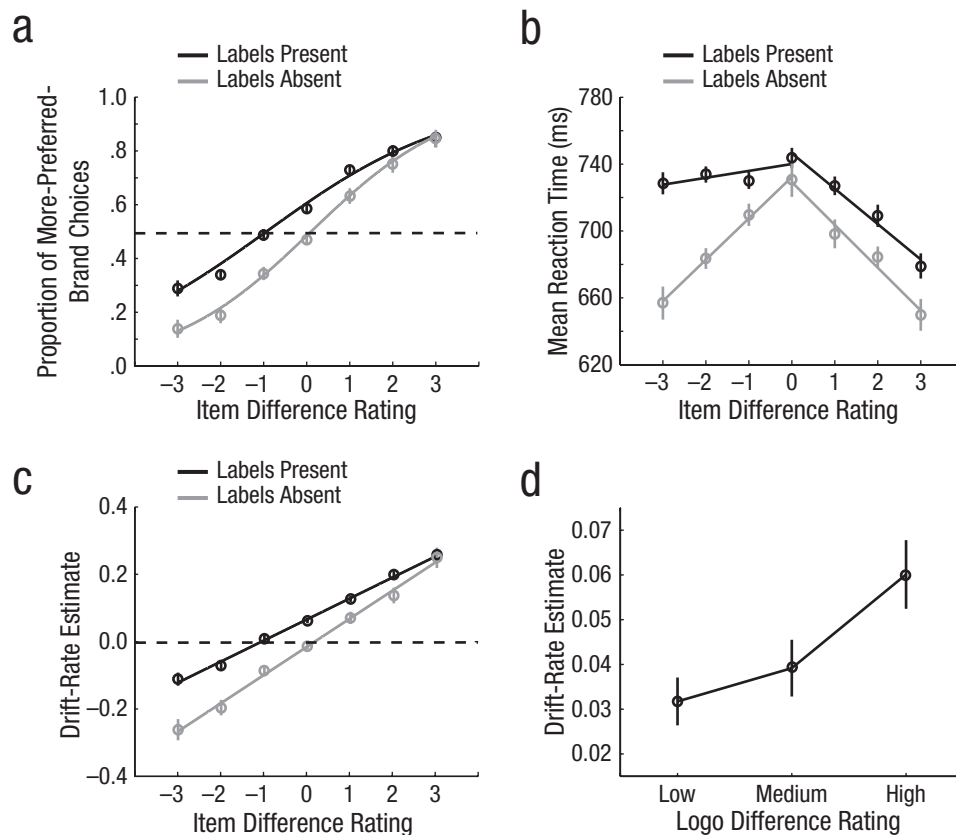 a
Labels Present
Labels Absent
Proportion of More-Preferred-
Brand Choices
1.0
.8
.6
.4
.2
.0
–3 –2 –1 0 1 2 3
Item Difference Rating
b
Labels Present
Labels Absent
Mean Reaction Time (ms)
780
740
700
660
620
–3 –2 –1 0 1 2 3
Item Difference Rating
c
Labels Present
Labels Absent
Drift-Rate Estimate
0.4
0.2
0.0
–0.2
–0.4
–3 –2 –1 0 1 2 3
Item Difference Rating
d
Drift-Rate Estimate
0.07
0.06
0.05
0.04
0.03
0.02
Low Medium High
Logo Difference Rating